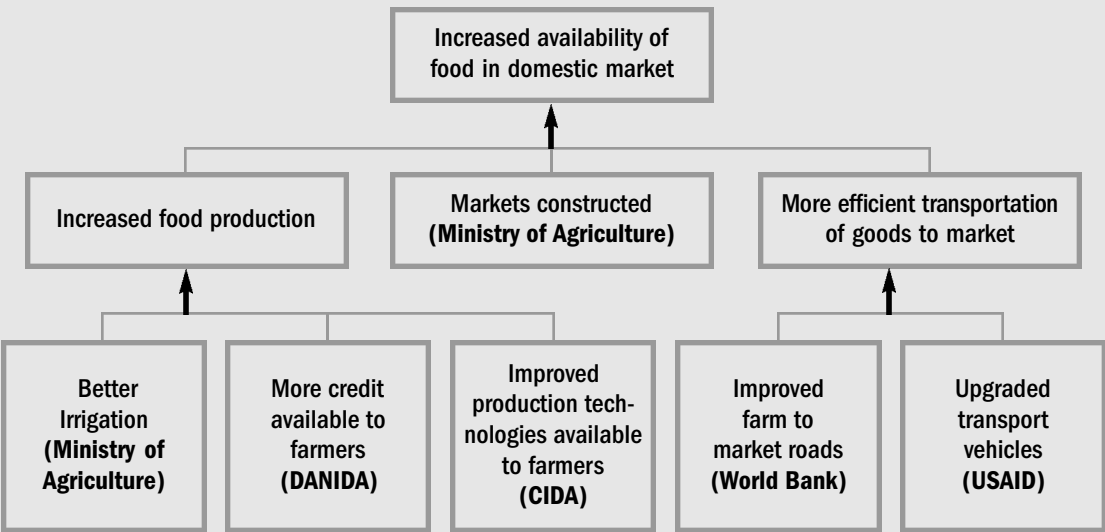 Increased availability of
food in domestic market
Increased food production
Markets constructed
(Ministry of Agriculture)
More efficient transportation
of goods to market
Better
Irrigation
(Ministry of
Agriculture)
More credit
available to
farmers
(DANIDA)
Improved
production tech-
nologies available
to farmers
(CIDA)
Improved
farm to
market roads
(World Bank)
Upgraded
transport
vehicles
(USAID)